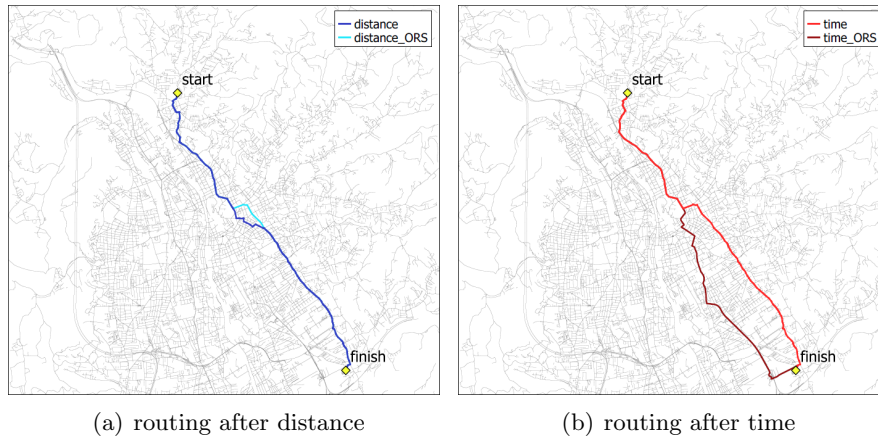 distance
distance_ORS
start
finish
(a) routing after distance
time
time_ORS
start
finish
(b) routing after time